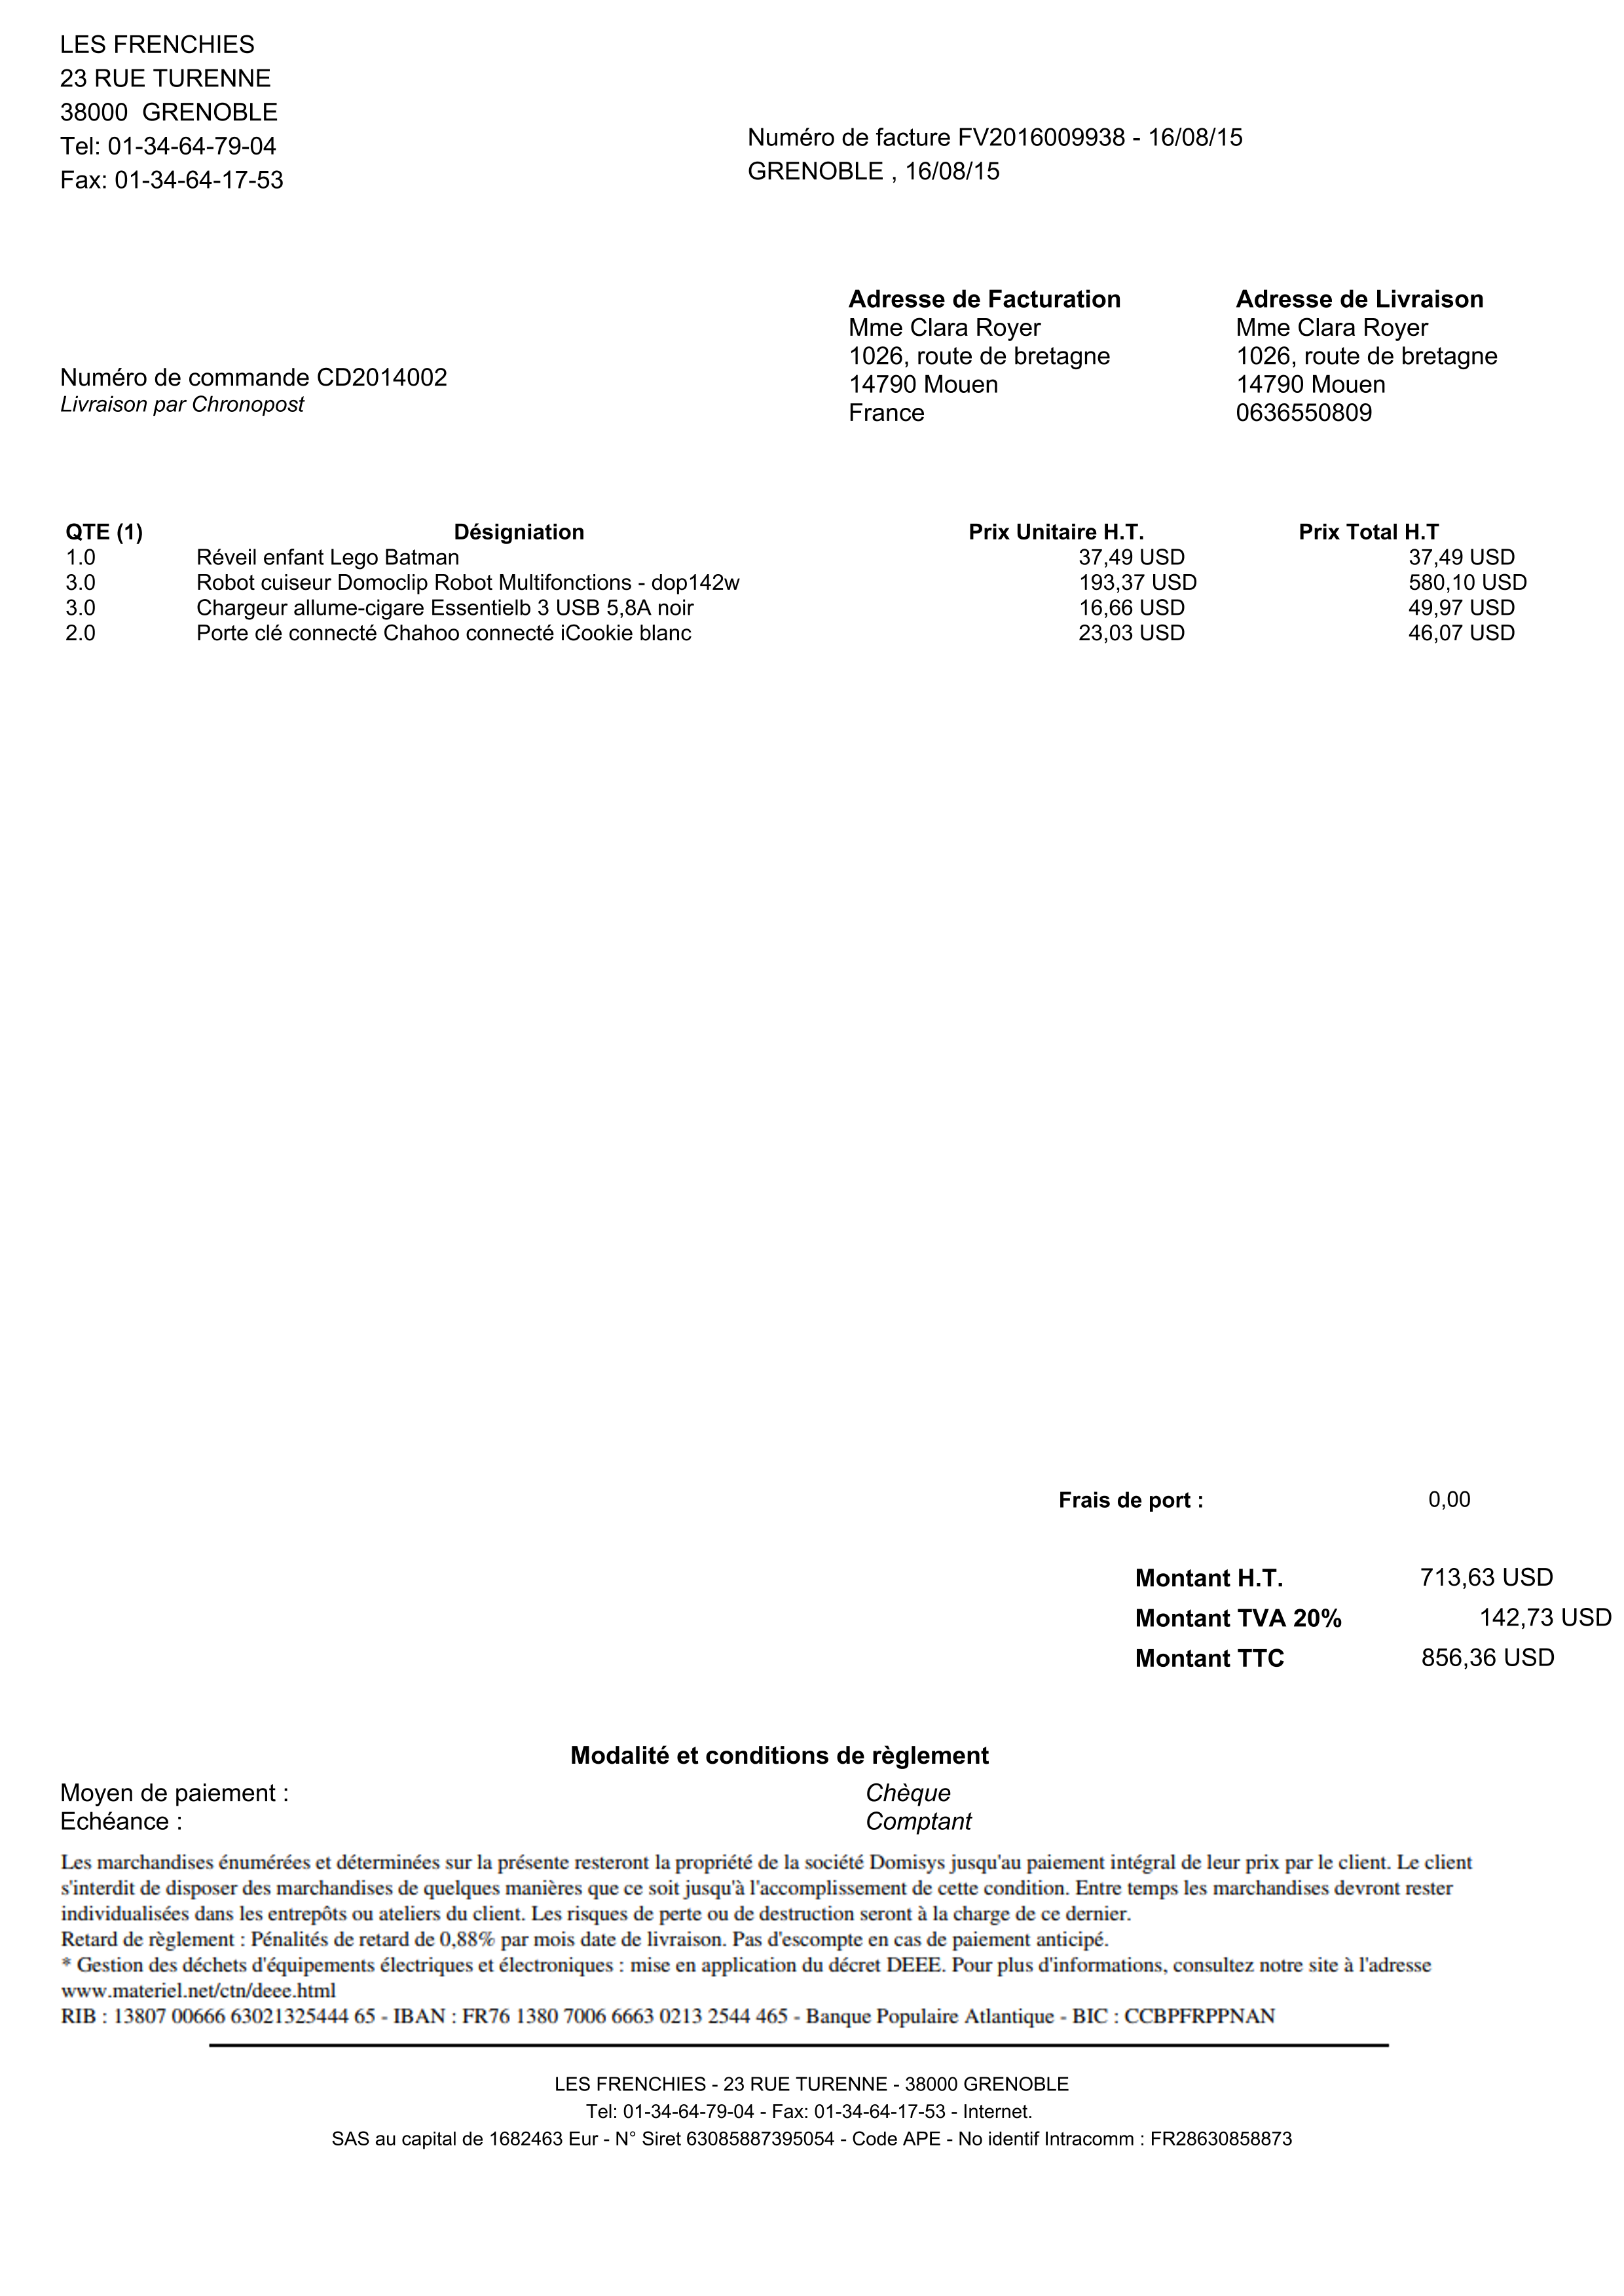 LES FRENCHIES
23 RUE TURENNE
38000 GRENOBLE
Tel: 01-34-64-79-04
Fax: 01-34-64-17-53
Numéro de facture FV2016009938 - 16/08/15
GRENOBLE , 16/08/15
Numéro de commande CD2014002
Livraison par Chronopost
Adresse de Facturation
Mme Clara Royer
1026, route de bretagne
14790 Mouen
France
Adresse de Livraison
Mme Clara Royer
1026, route de bretagne
14790 Mouen
0636550809
QTE (1) Désigniation Prix Unitaire H.T. Prix Total H.T
1.0 Réveil enfant Lego Batman 37,49 USD 37,49 USD
3.0 Robot cuiseur Domoclip Robot Multifonctions - dop142w 193,37 USD 580,10 USD
3.0 Chargeur allume-cigare Essentielb 3 USB 5,8A noir 16,66 USD 49,97 USD
2.0 Porte clé connecté Chahoo connecté iCookie blanc 23,03 USD 46,07 USD
Frais de port : 0,00
Montant H.T. 713,63 USD
Montant TVA 20% 142,73 USD
Montant TTC 856,36 USD
Modalité et conditions de règlement
Moyen de paiement : Chèque
Echéance : Comptant
Les marchandises énumérées et déterminées sur la présente resteront la propriété de la société Domisys jusqu'au paiement intégral de leur prix par le client. Le client
s'interdit de disposer des marchandises de quelques manières que ce soit jusqu'à l'accomplissement de cette condition. Entre temps les marchandises devront rester
individualisées dans les entrepôts ou ateliers du client. Les risques de perte ou de destruction seront à la charge de ce dernier.
Retard de règlement : Pénalités de retard de 0,88% par mois date de livraison. Pas d'escompte en cas de paiement anticipé.
* Gestion des déchets d'équipements électriques et électroniques : mise en application du décret DEEE. Pour plus d'informations, consultez notre site à l'adresse
www.materiel.net/ctn/deee.html
RIB : 13807 00666 63021325444 65 - IBAN : FR76 1380 7006 6663 0213 2544 465 - Banque Populaire Atlantique - BIC : CCBPFRPPNAN
LES FRENCHIES - 23 RUE TURENNE - 38000 GRENOBLE
Tel: 01-34-64-79-04 - Fax: 01-34-64-17-53 - Internet.
SAS au capital de 1682463 Eur - N° Siret 63085887395054 - Code APE - No identif Intracomm : FR28630858873